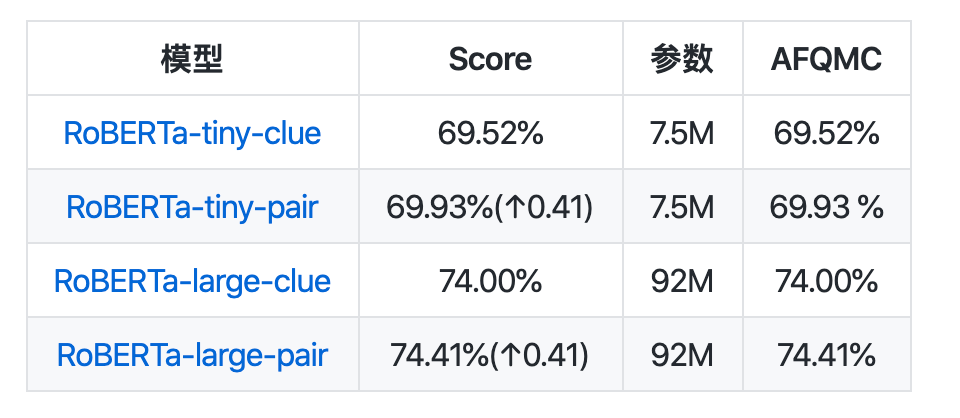 模型 Score 参数 AFQMC
RoBERTa-tiny-clue 69.52% 7.5M 69.52%
RoBERTa-tiny-pair 69.93%(↑0.41) 7.5M 69.93 %
RoBERTa-large-clue 74.00% 92M 74.00%
RoBERTa-large-pair 74.41%(↑0.41) 92M 74.41%